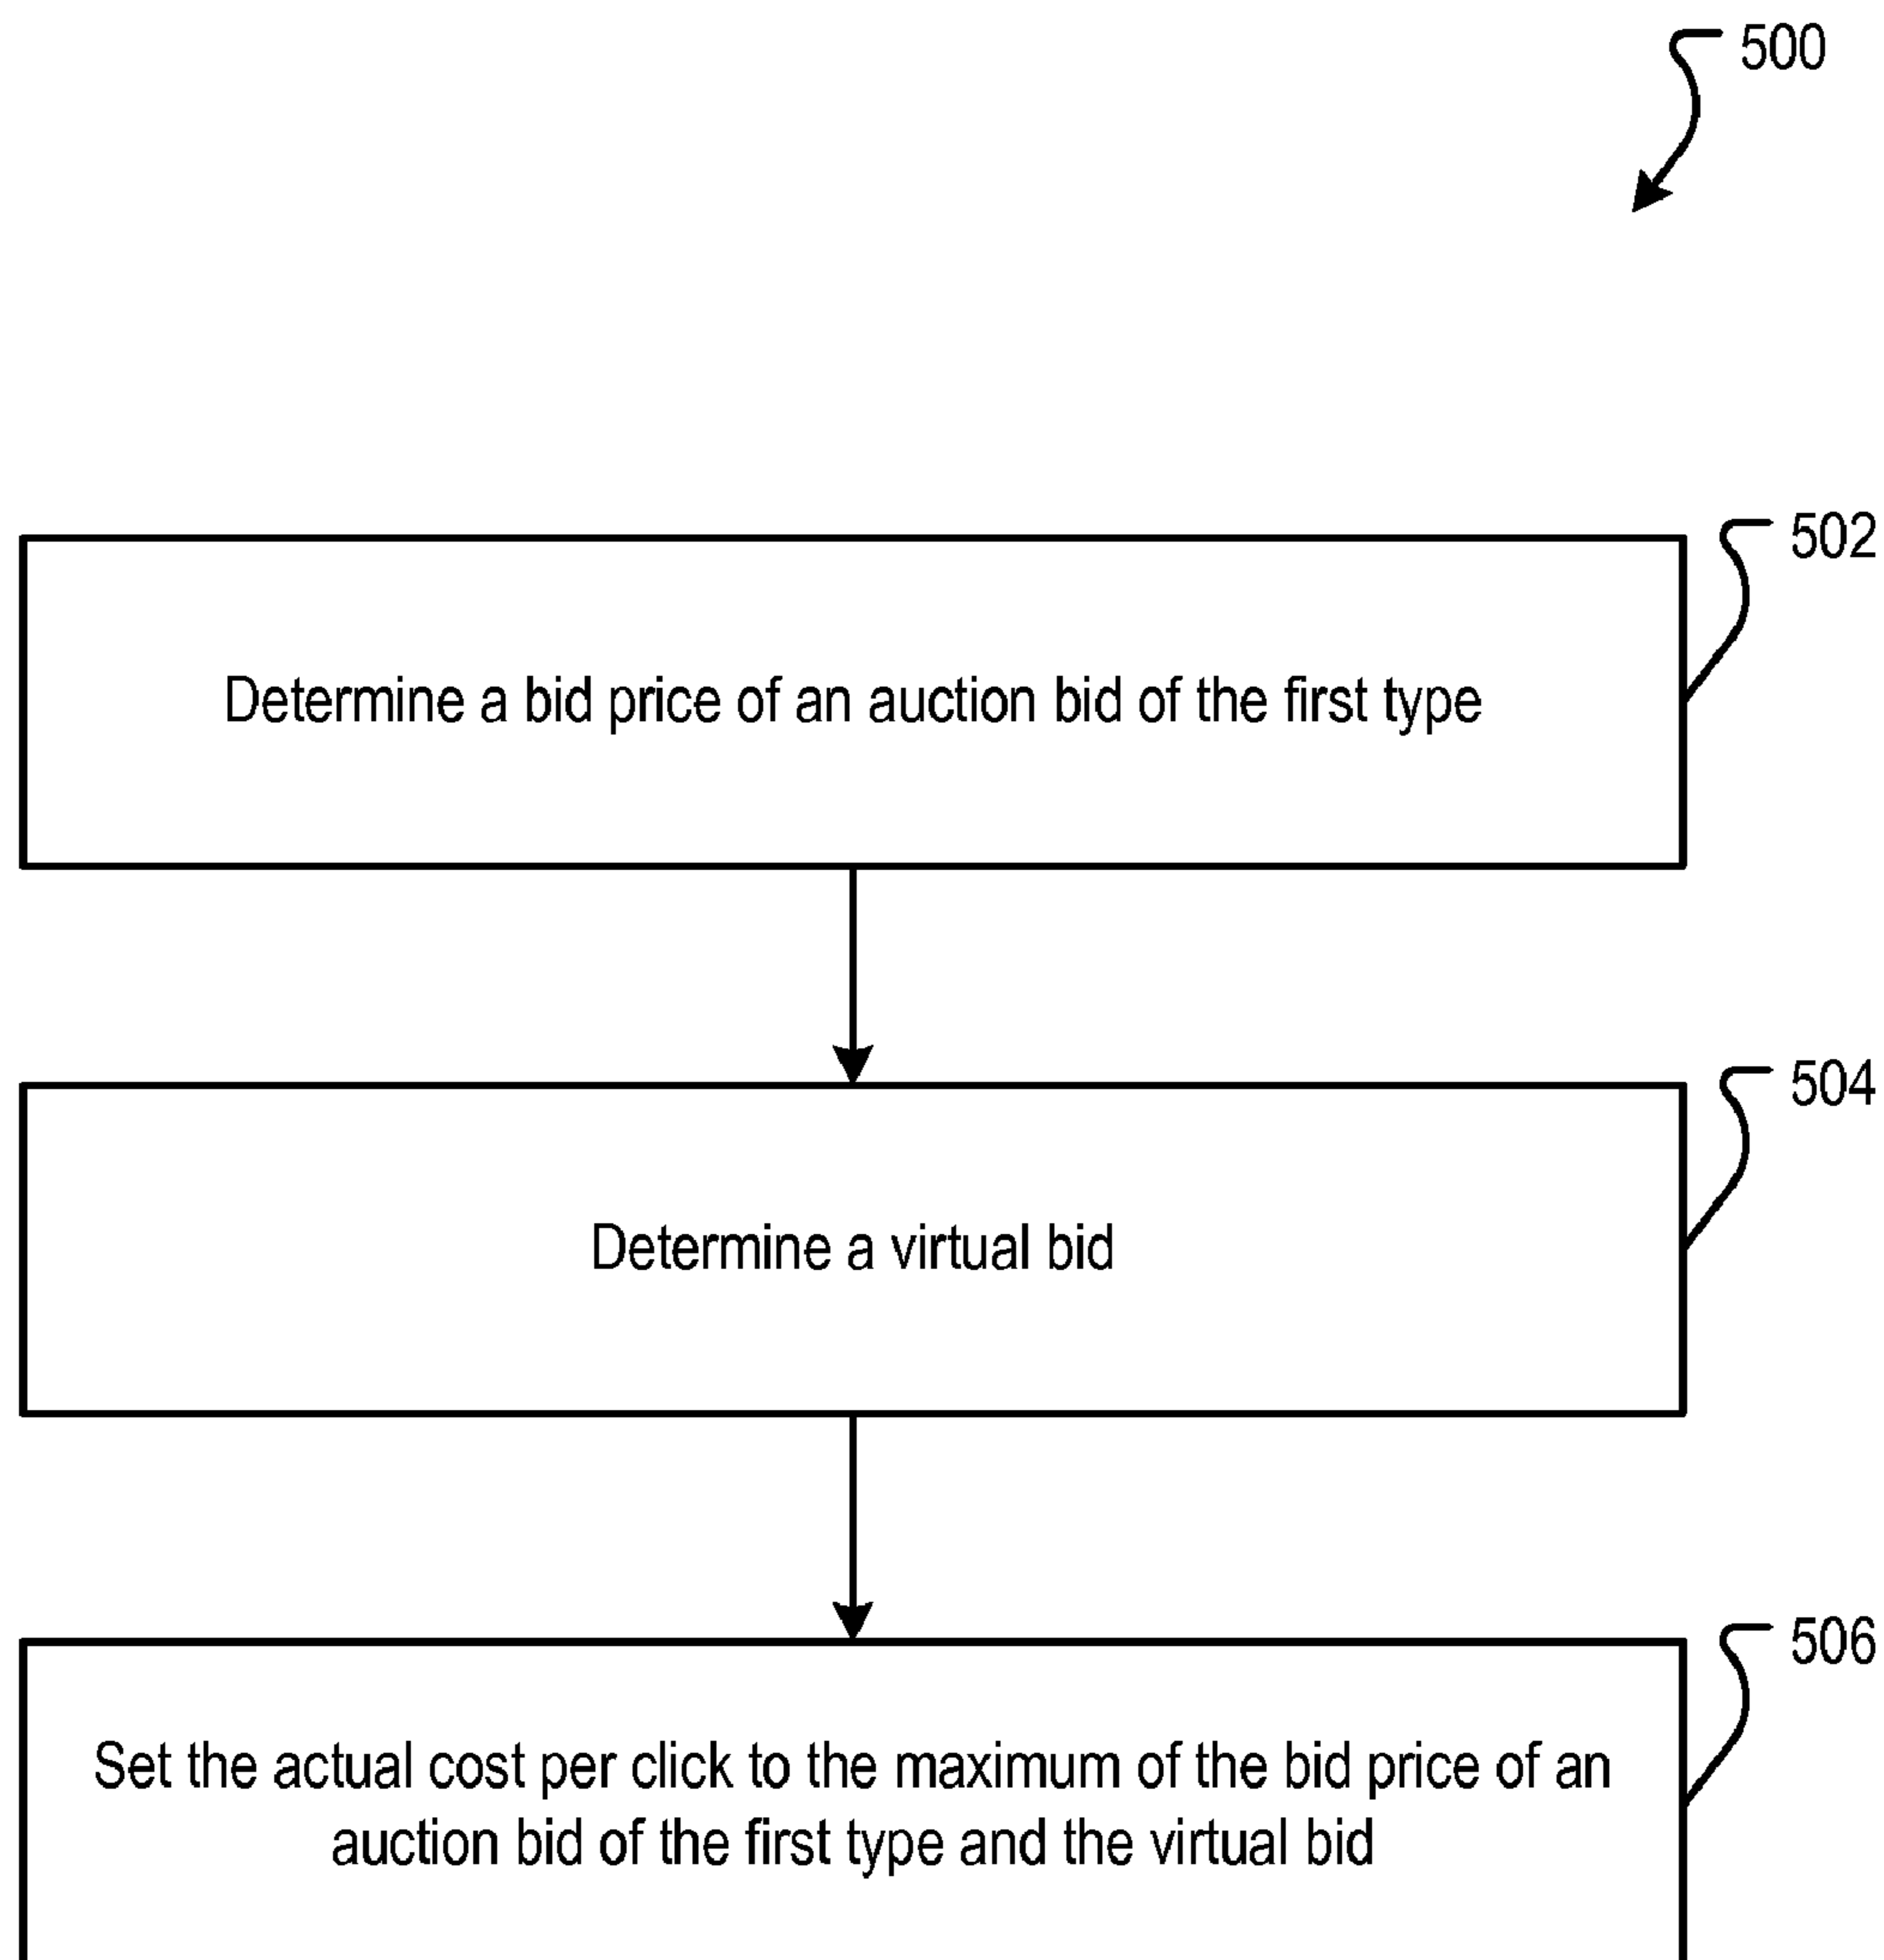 500
502
Determine a bid price of an auction bid of the first type
504
Determine a virtual bid
506
Set the actual cost per click to the maximum of the bid price of an
auction bid of the first type and the virtual bid